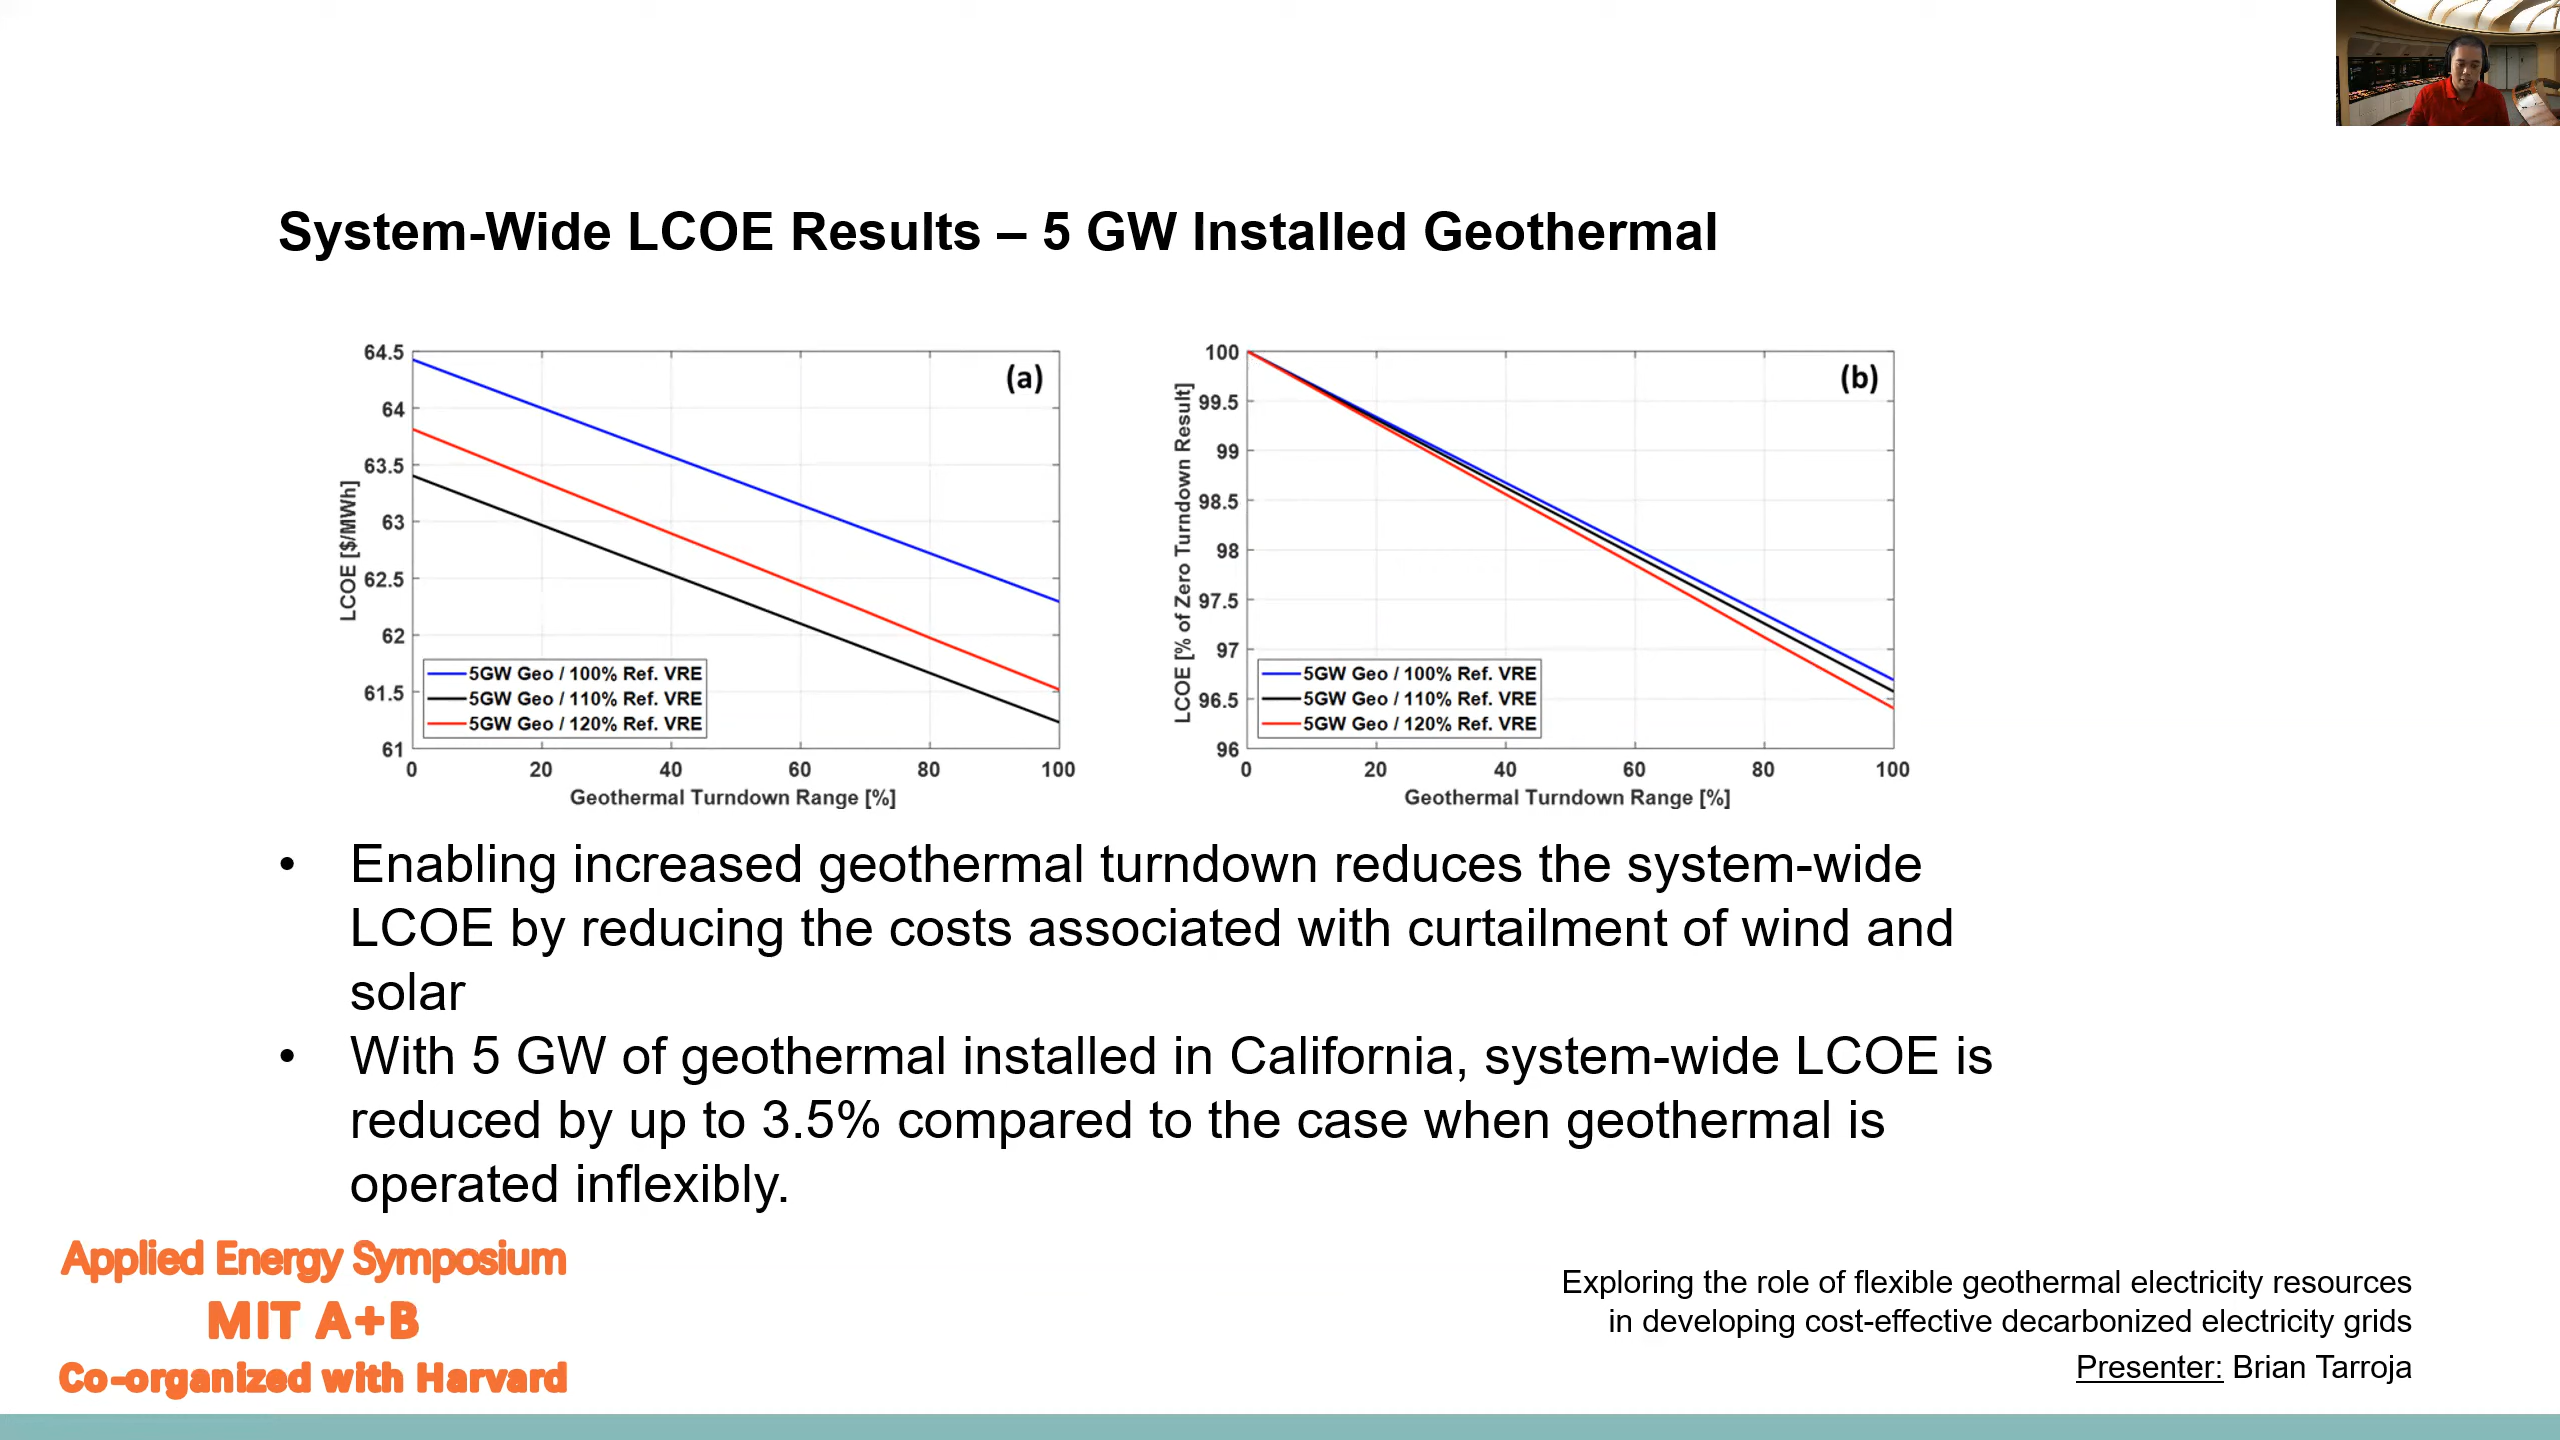 System-Wide LCOE Results – 5 GW Installed Geothermal
64.5
64
63.5
63
62.5
62
61.5
61
LCOE [$/MWh]
(a)
5GW Geo / 100% Ref. VRE
5GW Geo / 110% Ref. VRE
5GW Geo / 120% Ref. VRE
0 20 40 60 80 100
Geothermal Turndown Range [%]
100
99.5
99
98.5
98
97.5
97
96.5
96
LCOE [% of Zero Turndown Result]
(b)
5GW Geo / 100% Ref. VRE
5GW Geo / 110% Ref. VRE
5GW Geo / 120% Ref. VRE
0 20 40 60 80 100
Geothermal Turndown Range [%]
• Enabling increased geothermal turndown reduces the system-wide
LCOE by reducing the costs associated with curtailment of wind and
solar
• With 5 GW of geothermal installed in California, system-wide LCOE is
reduced by up to 3.5% compared to the case when geothermal is
operated inflexibly.
Applied Energy Symposium
MIT A+B
Co-organized with Harvard
Exploring the role of flexible geothermal electricity resources
in developing cost-effective decarbonized electricity grids
Presenter: Brian Tarroja